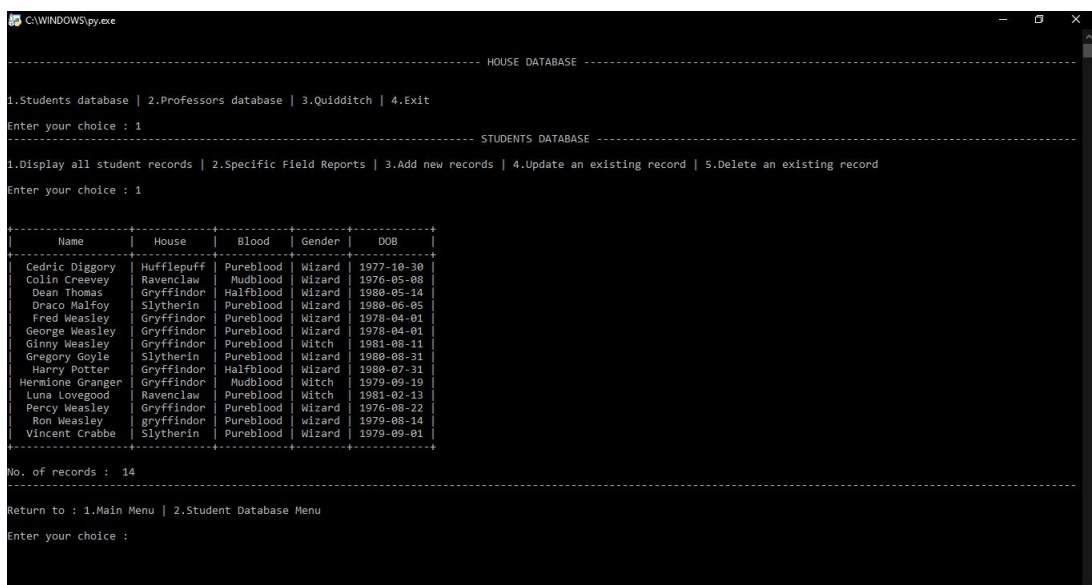 C:\WINDOWS\py.exe
---------- HOUSE DATABASE ----------
1.Students database | 2.Professors database | 3.Quidditch | 4.Exit
Enter your choice : 1
---------- STUDENTS DATABASE ----------
1.Display all student records | 2.Specific Field Reports | 3.Add new records | 4.Update an existing record | 5.Delete an existing record
Enter your choice : 1
| Name | House | Blood | Gender | DOB |
| Cedric Diggory | Hufflepuff | Pureblood | Wizard | 1977-10-30 |
| Colin Creevey | Ravenclaw | Mudblood | Wizard | 1976-05-08 |
| Dean Thomas | Gryffindor | Halfblood | Wizard | 1980-05-14 |
| Draco Malfoy | Slytherin | Pureblood | Wizard | 1980-06-05 |
| Fred Weasley | Gryffindor | Pureblood | Wizard | 1978-04-01 |
| George Weasley | Gryffindor | Pureblood | Wizard | 1978-04-01 |
| Ginny Weasley | Gryffindor | Pureblood | Witch | 1981-08-11 |
| Gregory Goyle | Slytherin | Pureblood | Wizard | 1980-08-31 |
| Harry Potter | Gryffindor | Halfblood | Wizard | 1980-07-31 |
| Hermione Granger | Gryffindor | Mudblood | Witch | 1979-09-19 |
| Luna Lovegood | Ravenclaw | Pureblood | Witch | 1981-02-13 |
| Percy Weasley | Gryffindor | Pureblood | Wizard | 1976-08-22 |
| Ron Weasley | gryffindor | Pureblood | wizard | 1979-08-14 |
| Vincent Crabbe | Slytherin | Pureblood | Wizard | 1979-09-01 |
No. of records : 14
Return to : 1.Main Menu | 2.Student Database Menu
Enter your choice :